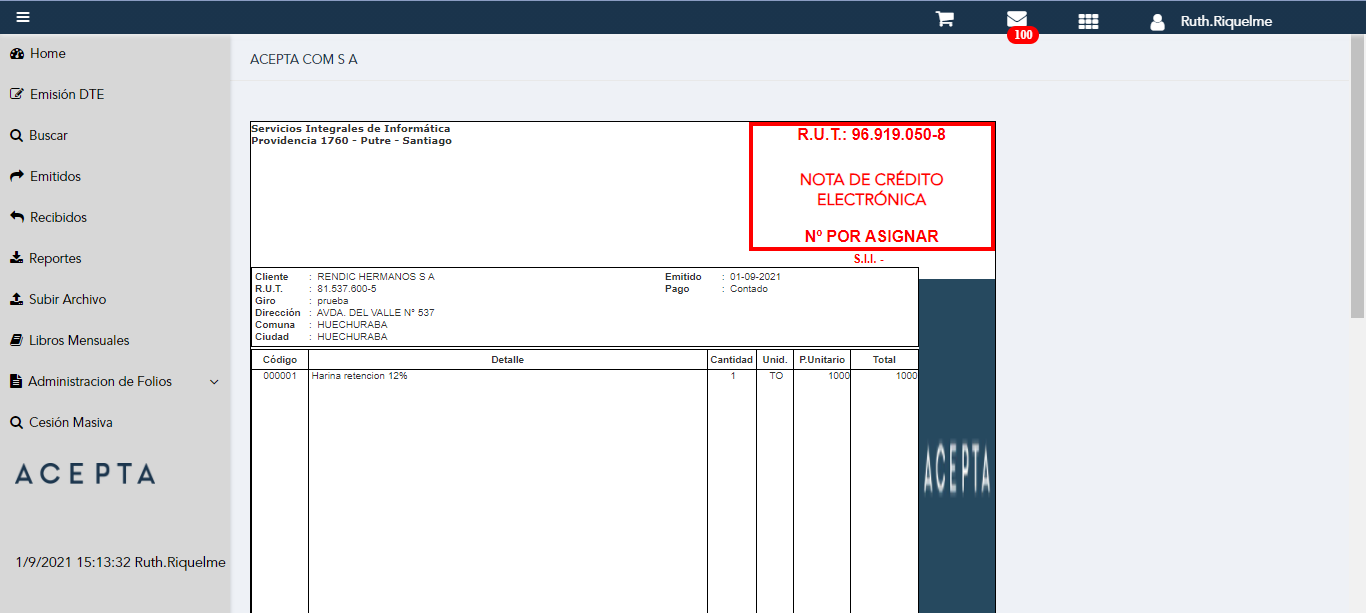 Ruth.Riquelme
100
Home
Emisión DTE
Buscar
Emitidos
Recibidos
Reportes
Subir Archivo
Libros Mensuales
Administracion de Folios
Cesión Masiva
ACEPTA
1/9/2021 15:13:32 Ruth.Riquelme
ACEPTA COM S A
Servicios Integrales de Informática
Providencia 1760 - Putre - Santiago
R.U.T.: 96.919.050-8
NOTA DE CRÉDITO
ELECTRÓNICA
Nº POR ASIGNAR
S.I.I. -
Cliente : RENDIC HERMANOS S A Emitido : 01-09-2021
R.U.T. : 81.537.600-5 Pago : Contado
Giro : prueba
Dirección : AVDA. DEL VALLE N° 537
Comuna : HUECHURABA
Ciudad : HUECHURABA
Código Detalle Cantidad Unid. P.Unitario Total
000001 Harina retencion 12% 1 TO 1000 1000
ACEPTA